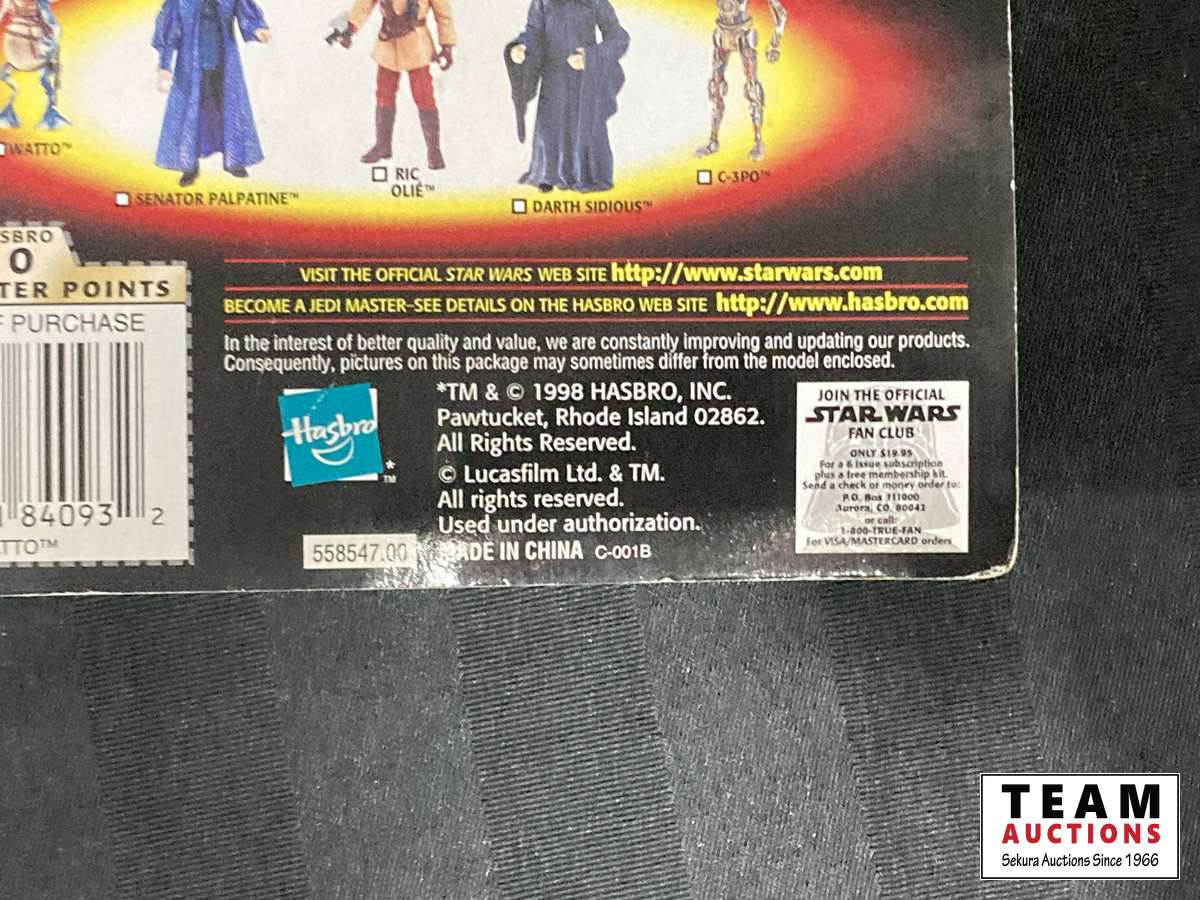 WATTO™
SENATOR PALPATINE™
RIC
OLIÉ™
DARTH SIDIOUS™
C-3PO™
SBRO
0
TER POINTS
F PURCHASE
84093 2
TTO™
VISIT THE OFFICIAL STAR WARS WEB SITE http://www.starwars.com
BECOME A JEDI MASTER–SEE DETAILS ON THE HASBRO WEB SITE http://www.hasbro.com
In the interest of better quality and value, we are constantly improving and updating our products.
Consequently, pictures on this package may sometimes differ from the model enclosed.
Hasbro
*
TM
*TM & © 1998 HASBRO, INC.
Pawtucket, Rhode Island 02862.
All Rights Reserved.
© Lucasfilm Ltd. & TM.
All rights reserved.
Used under authorization.
558547.00
ADE IN CHINA C-001B
JOIN THE OFFICIAL
STAR WARS
FAN CLUB
ONLY $19.95
For a 6 issue subscription
plus a free membership kit.
Send a check or money order to:
P.O. Box 111000
Aurora, CO. 80042
or call:
1-800-TRUE-FAN
For VISA/MASTERCARD orders
TEAM
AUCTIONS
Sekura Auctions Since 1966